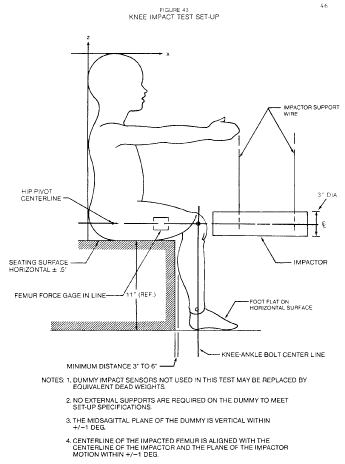 46
FIGURE 43
KNEE IMPACT TEST SET-UP
Z
X
IMPACTOR SUPPORT
WIRE
HIP PIVOT
CENTERLINE
3" DIA
℄
SEATING SURFACE
HORIZONTAL ± .5°
IMPACTOR
FEMUR FORCE GAGE IN LINE
11" (REF.)
FOOT FLAT ON
HORIZONTAL SURFACE
KNEE-ANKLE BOLT CENTER LINE
MINIMUM DISTANCE 3" TO 6"
NOTES: 1. DUMMY IMPACT SENSORS NOT USED IN THIS TEST MAY BE REPLACED BY
EQUIVALENT DEAD WEIGHTS.
2. NO EXTERNAL SUPPORTS ARE REQUIRED ON THE DUMMY TO MEET
SET-UP SPECIFICATIONS.
3. THE MIDSAGITTAL PLANE OF THE DUMMY IS VERTICAL WITHIN
+/-1 DEG.
4. CENTERLINE OF THE IMPACTED FEMUR IS ALIGNED WITH THE
CENTERLINE OF THE IMPACTOR AND THE PLANE OF THE IMPACTOR
MOTION WITHIN +/-1 DEG.